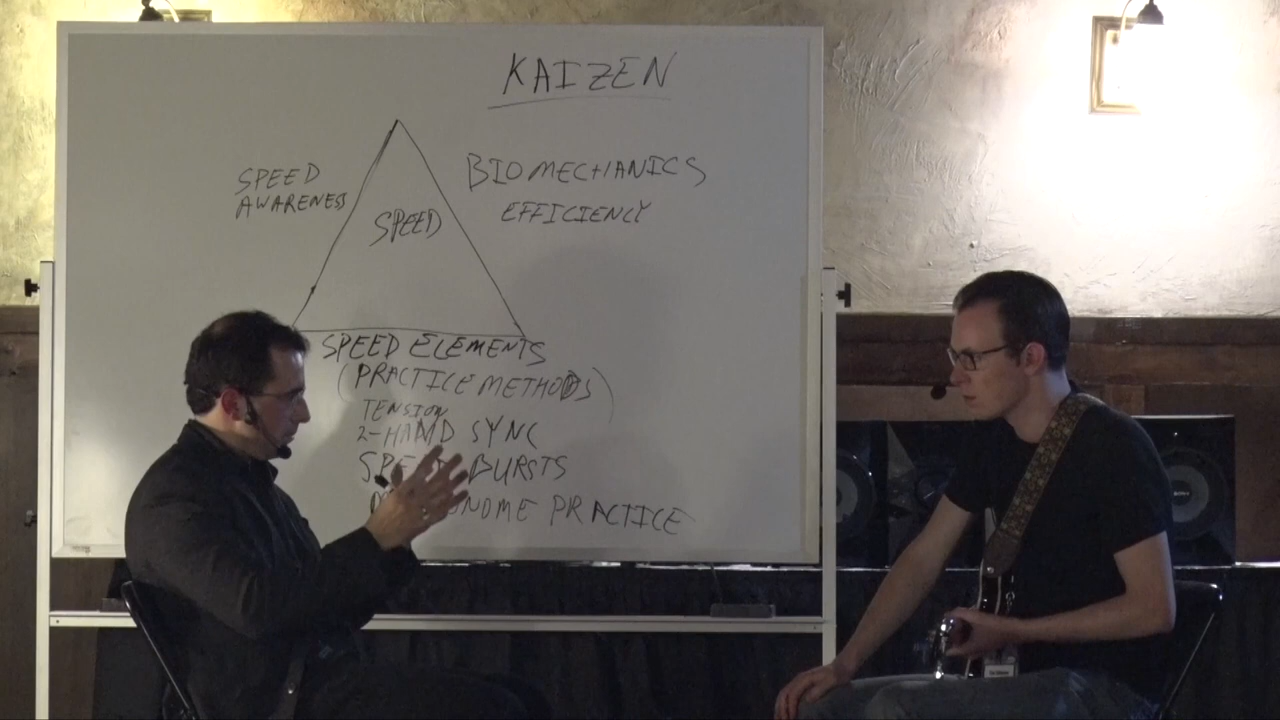 KAIZEN
SPEED
AWARENESS
BIOMECHANICS
EFFICIENCY
SPEED
SPEED ELEMENTS
(PRACTICE METHODS)
TENSION
2-HAND SYNC
BURSTS
PRACTICE